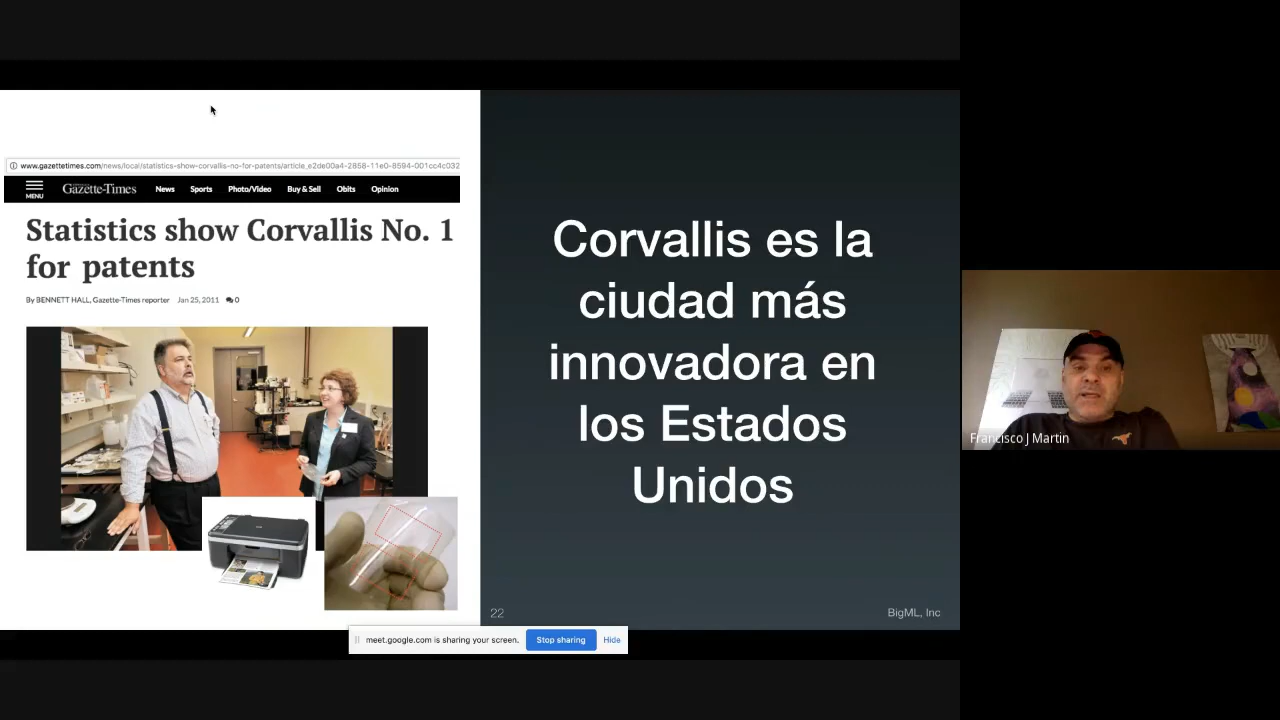 www.gazettetimes.com/news/local/statistics-show-corvallis-no-for-patents/article_e2de00a4-2858-11e0-8594-001cc4c032
MENU
Gazette-Times
News
Sports
Photo/Video
Buy & Sell
Obits
Opinion
Statistics show Corvallis No. 1
for patents
By BENNETT HALL, Gazette-Times reporter Jan 25, 2011 0
Corvallis es la
ciudad más
innovadora en
los Estados
Unidos
22
BigML, Inc
meet.google.com is sharing your screen.
Stop sharing
Hide
Francisco J Martin